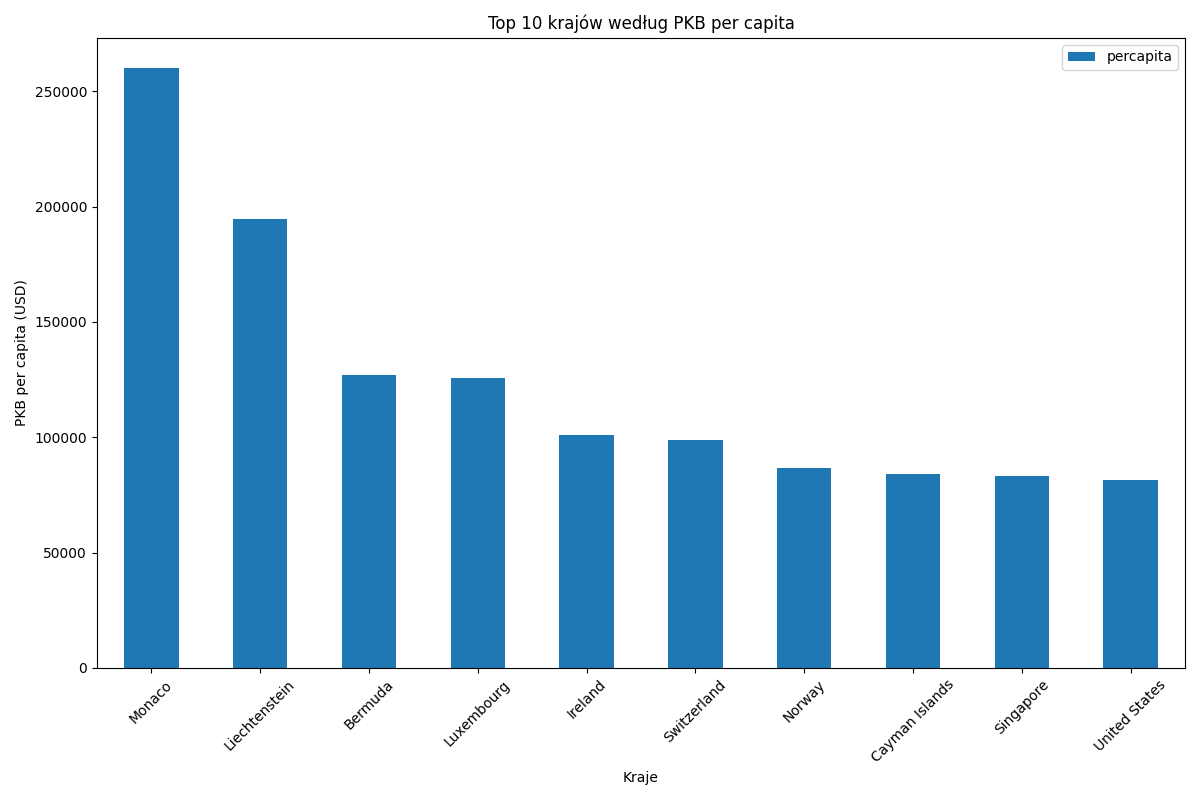 Top 10 krajów według PKB per capita
percapita
PKB per capita (USD)
250000
200000
150000
100000
50000
0
Monaco
Liechtenstein
Bermuda
Luxembourg
Ireland
Switzerland
Norway
Cayman Islands
Singapore
United States
Kraje